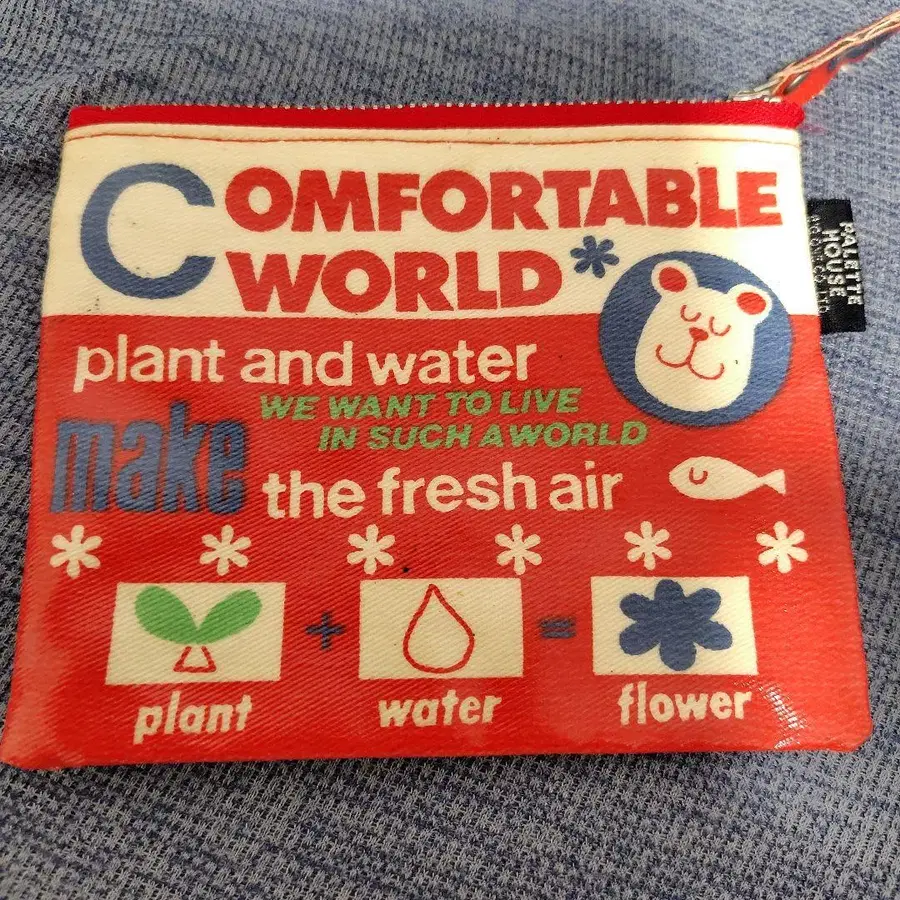 COMFORTABLE
WORLD*
plant and water
WE WANT TO LIVE
IN SUCH A WORLD
make the fresh air
plant + water = flower
PALETTE
HOUSE